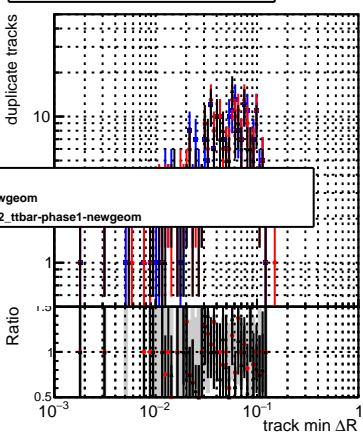 duplicate tracks
10
wgeom
2_ttbar-phase1-newgeom
1
Ratio
1.5
1
0.5
10−3
10−2
10−1
1
track min ΔR